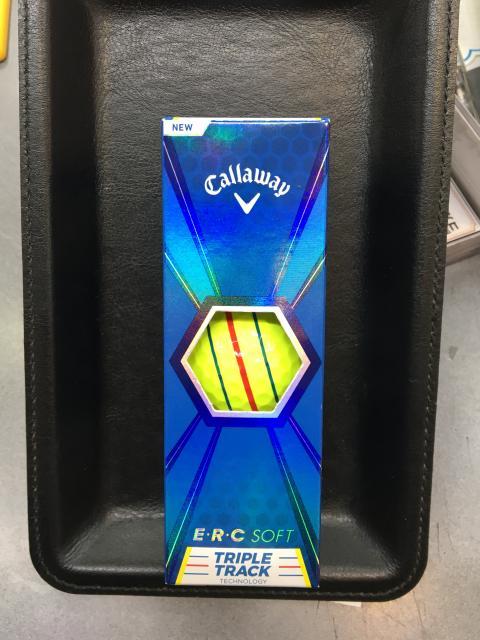 NEW
Callaway
E·R·C SOFT
TRIPLE
TRACK
TECHNOLOGY